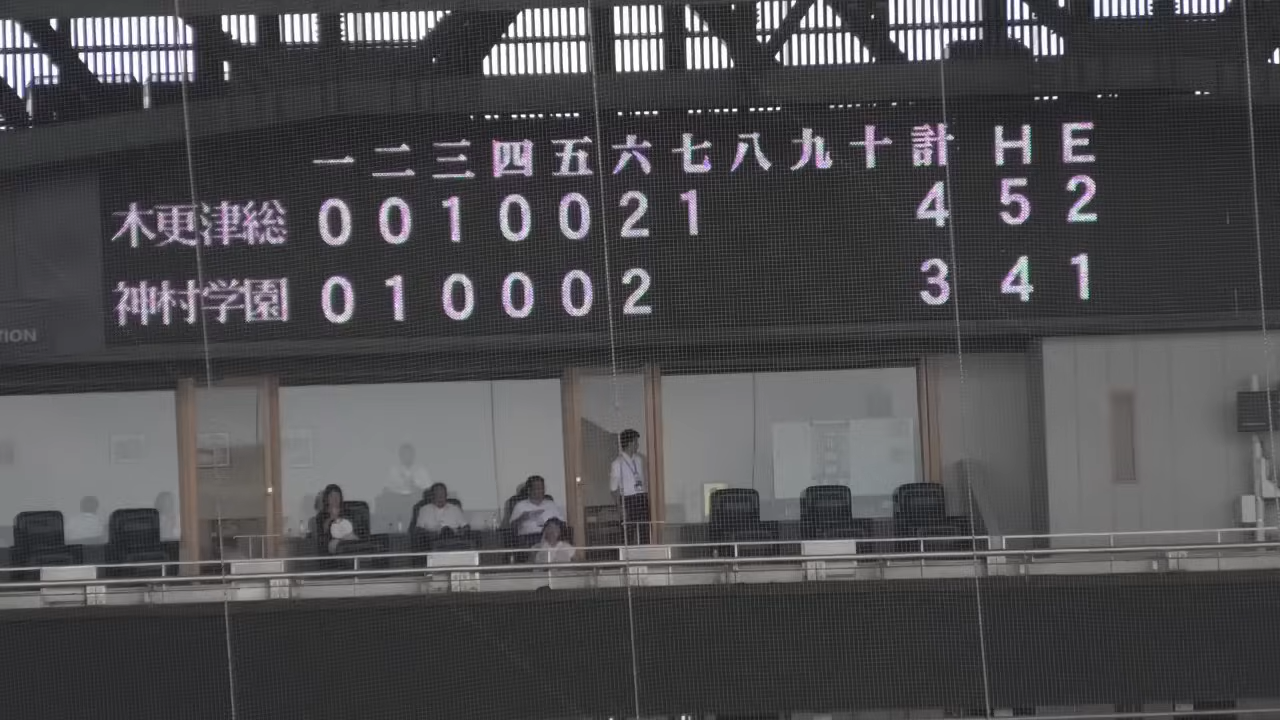 一 二 三 四 五 六 七 八 九 十 計 H E
木更津総 0 0 1 0 0 2 1 4 5 2
神村学園 0 1 0 0 0 2 3 4 1
TION